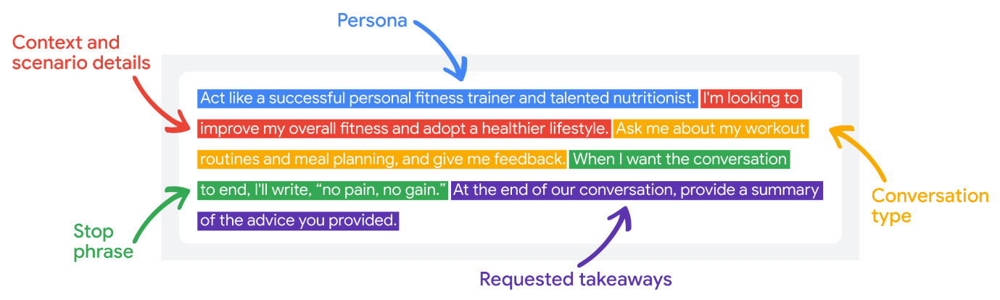 Persona
Context and
scenario details
Act like a successful personal fitness trainer and talented nutritionist. I'm looking to
improve my overall fitness and adopt a healthier lifestyle. Ask me about my workout
routines and meal planning, and give me feedback. When I want the conversation
to end, I'll write, “no pain, no gain.” At the end of our conversation, provide a summary
of the advice you provided.
Conversation
type
Stop
phrase
Requested takeaways